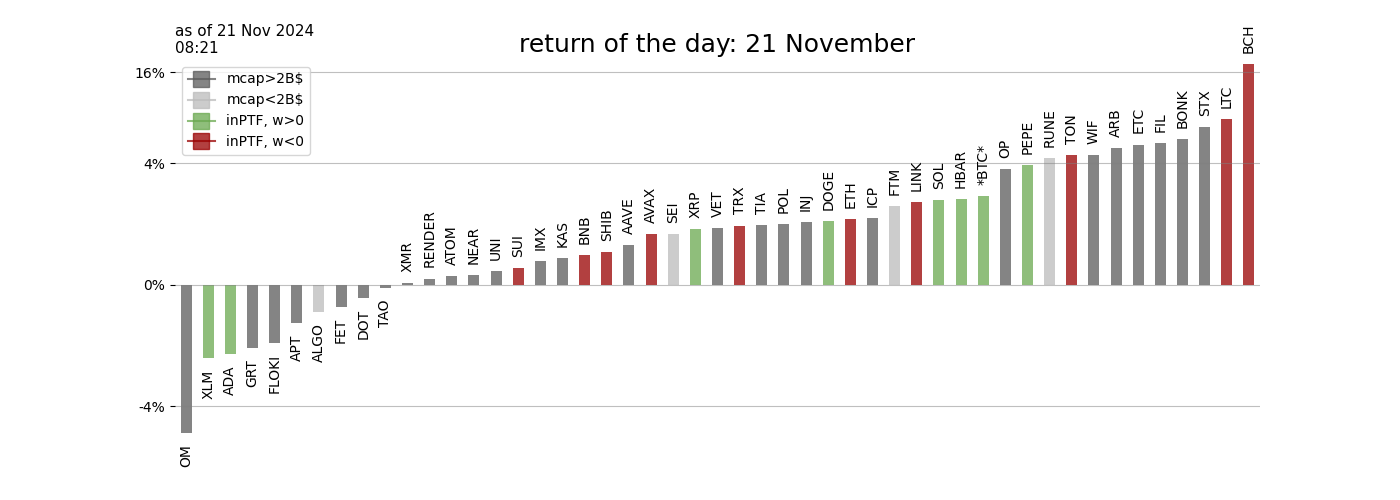 as of 21 Nov 2024
08:21
return of the day: 21 November
mcap>2B$
mcap<2B$
inPTF, w>0
inPTF, w<0
16%
4%
0%
-4%
OM
XLM
ADA
GRT
FLOKI
APT
ALGO
FET
DOT
TAO
XMR
RENDER
ATOM
NEAR
UNI
SUI
IMX
KAS
BNB
SHIB
AAVE
AVAX
SEI
XRP
VET
TRX
TIA
POL
INJ
DOGE
ETH
ICP
FTM
LINK
SOL
HBAR
*BTC*
OP
PEPE
RUNE
TON
WIF
ARB
ETC
FIL
BONK
STX
LTC
BCH